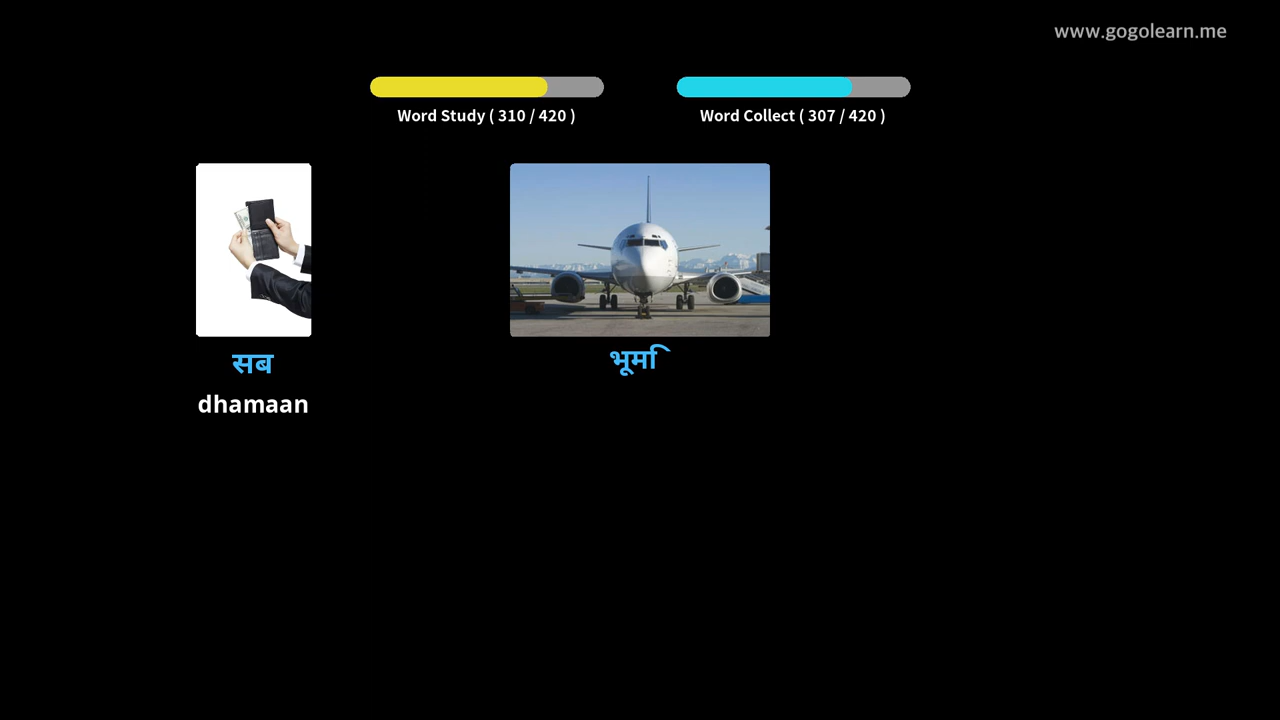 www.gogolearn.me
Word Study ( 310 / 420 )
Word Collect ( 307 / 420 )
सब
dhamaan
भूमि